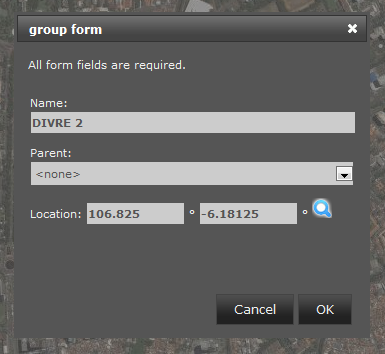 group form
All form fields are required.
Name:
DIVRE 2
Parent:
<none>
Location: 106.825 ° -6.18125 °
Cancel OK